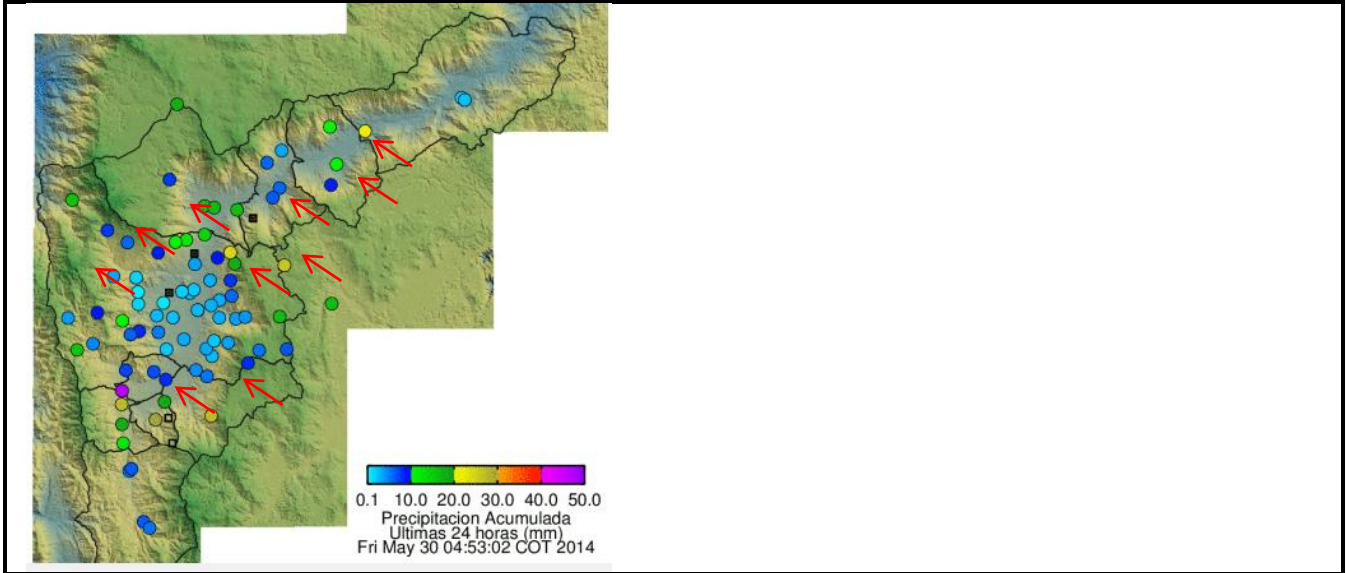 0.1 10.0 20.0 30.0 40.0 50.0
Precipitacion Acumulada
Ultimas 24 horas (mm)
Fri May 30 04:53:02 COT 2014